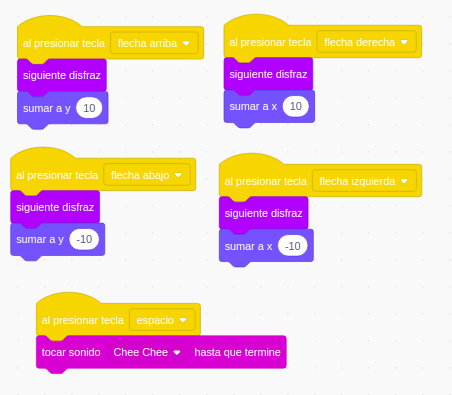 al presionar tecla flecha arriba
siguiente disfraz
sumar a y 10
al presionar tecla flecha derecha
siguiente disfraz
sumar a x 10
al presionar tecla flecha abajo
siguiente disfraz
sumar a y -10
al presionar tecla flecha izquierda
siguiente disfraz
sumar a x -10
al presionar tecla espacio
tocar sonido Chee Chee hasta que termine